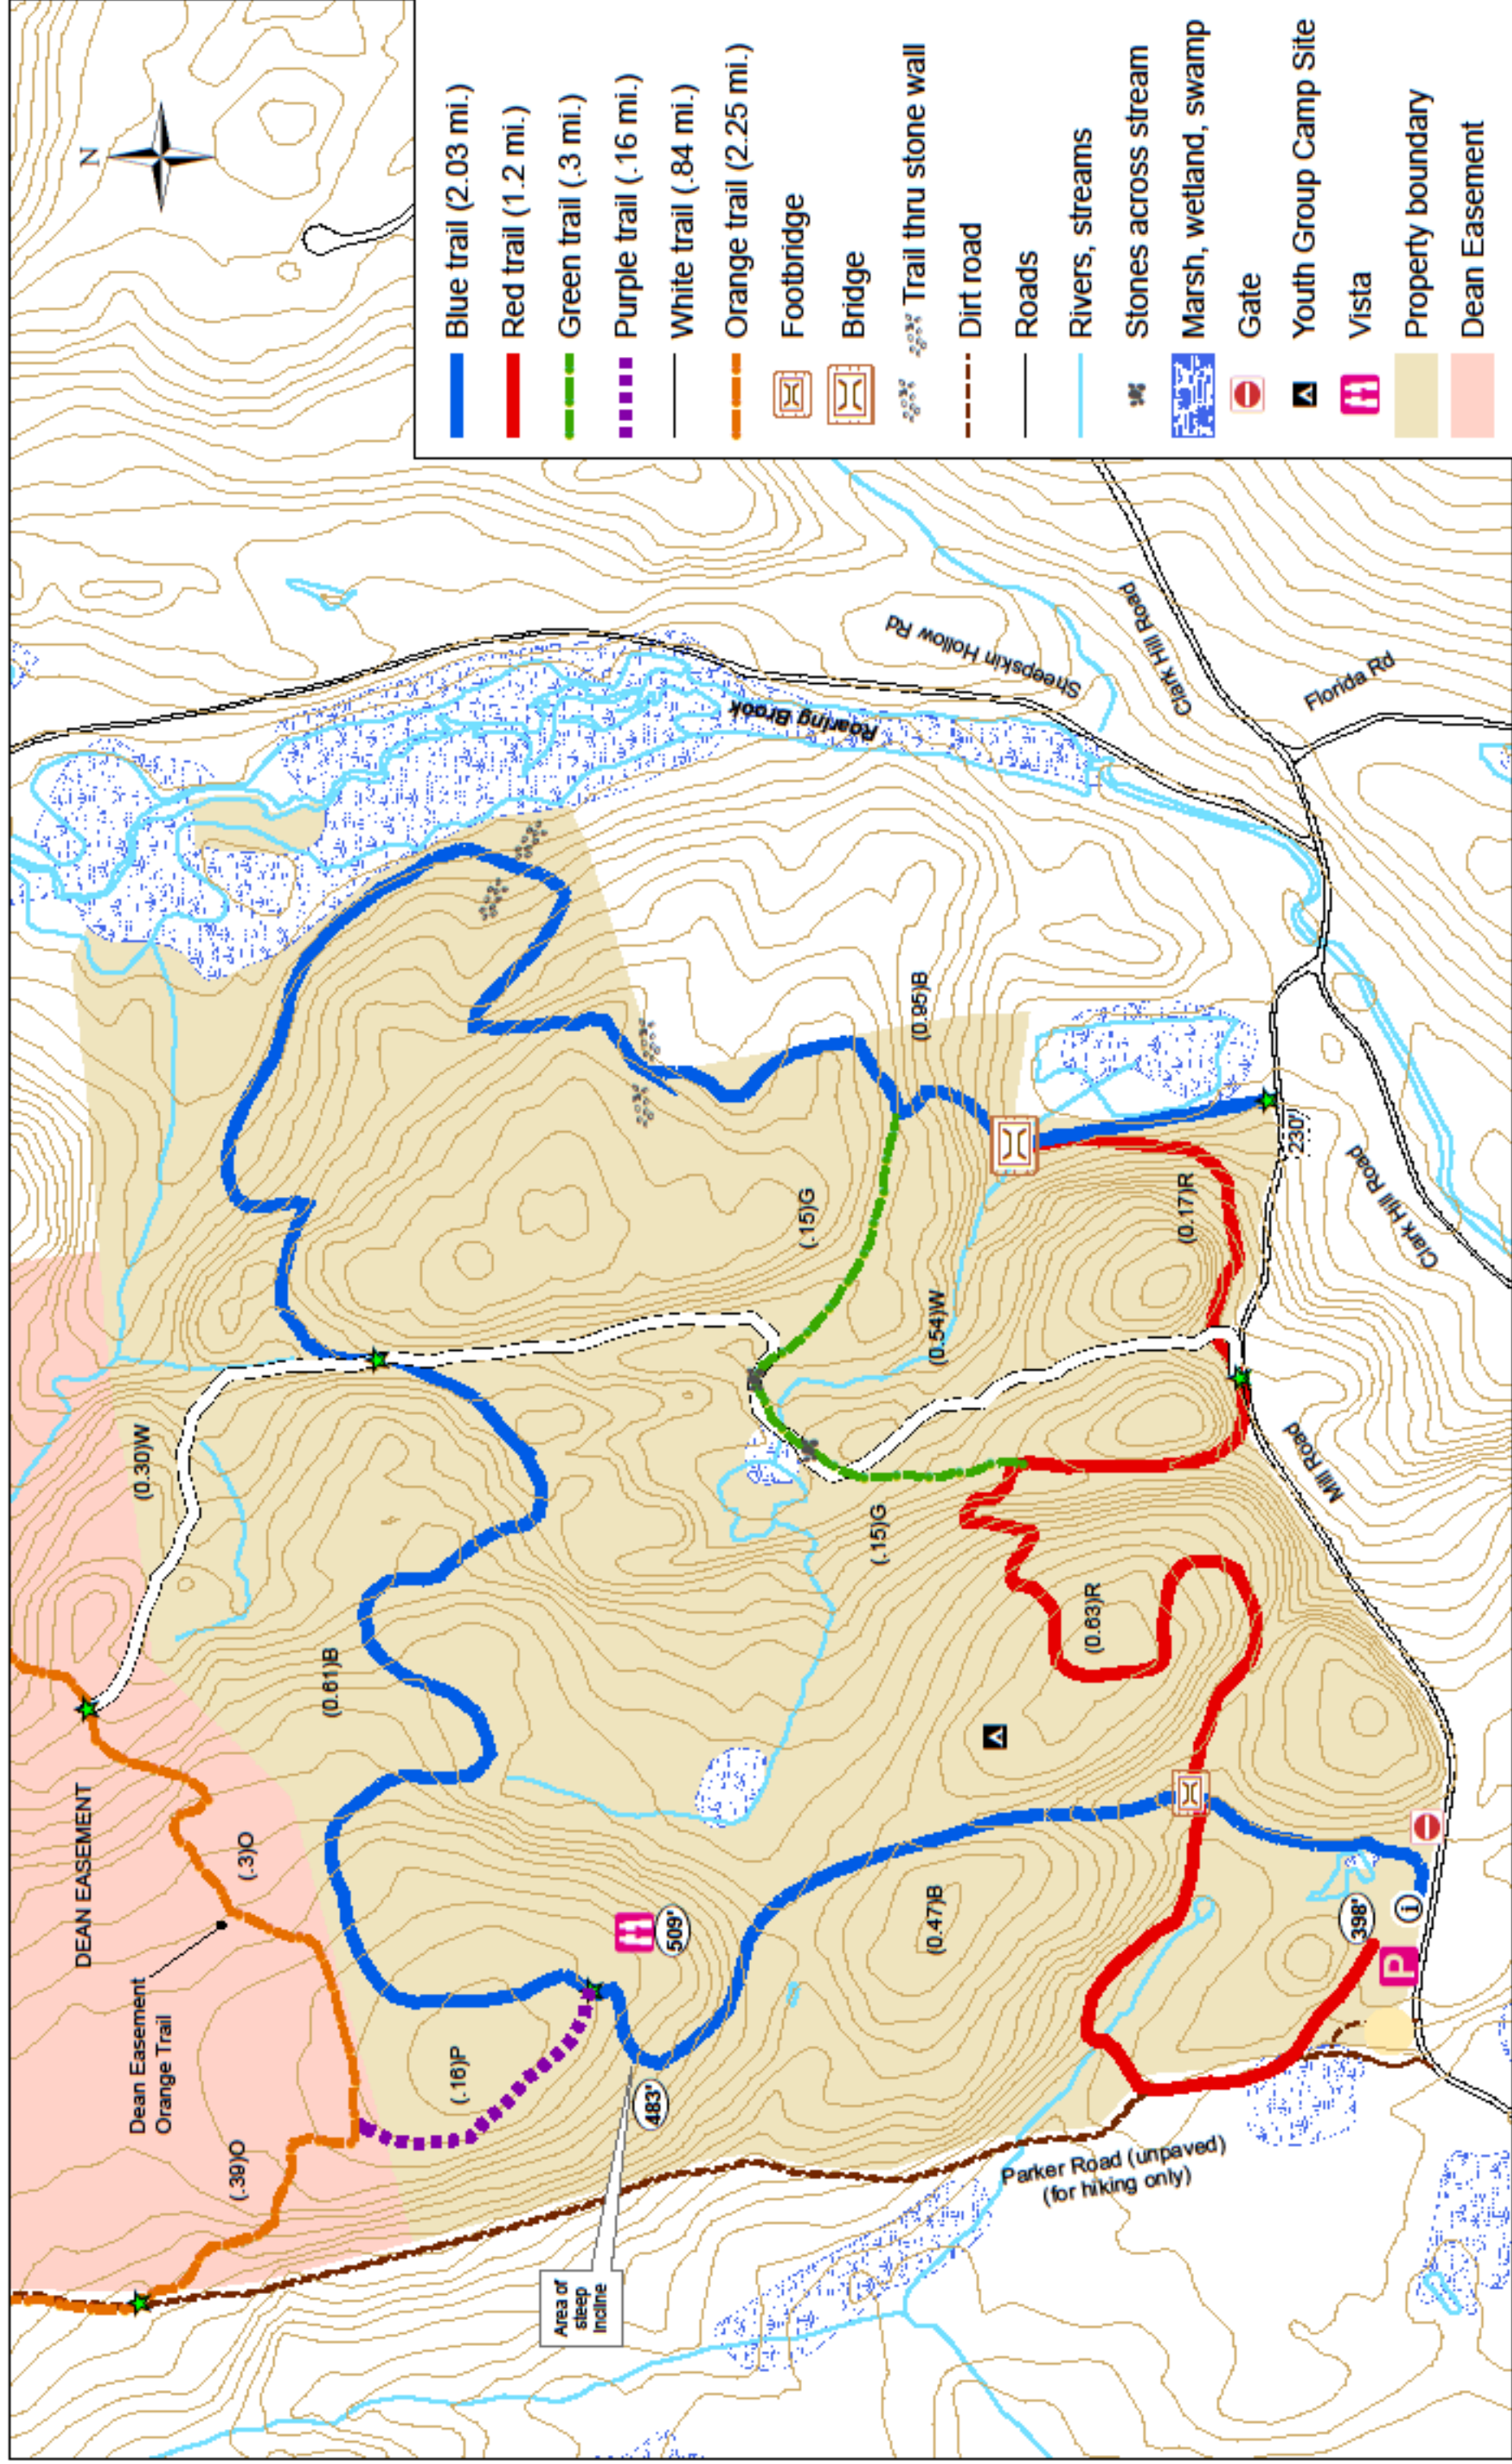 N
Blue trail (2.03 mi.)
Red trail (1.2 mi.)
Green trail (.3 mi.)
Purple trail (.16 mi.)
White trail (.84 mi.)
Orange trail (2.25 mi.)
Footbridge
Bridge
Trail thru stone wall
Dirt road
Roads
Rivers, streams
Stones across stream
Marsh, wetland, swamp
Gate
Youth Group Camp Site
Vista
Property boundary
Dean Easement
DEAN EASEMENT
Dean Easement
Orange Trail
(.39)O
(.3)O
(0.30)W
(0.61)B
(.16)P
509'
483'
Area of
steep
incline
(0.47)B
(.15)G
(.15)G
(0.54)W
(0.95)B
(0.63)R
(0.17)R
Roaring Brook
Streepskin Hollow Rd
Clark Hill Road
Florida Rd
Clark Hill Road
230'
Mill Road
Parker Road (unpaved)
(for hiking only)
398'
P
i